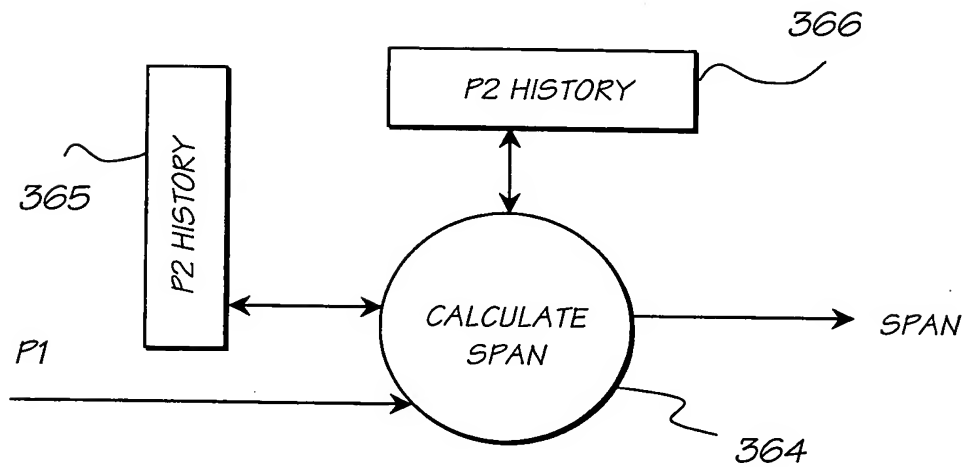 366
P2 HISTORY
365
P2 HISTORY
CALCULATE
SPAN
SPAN
P1
364